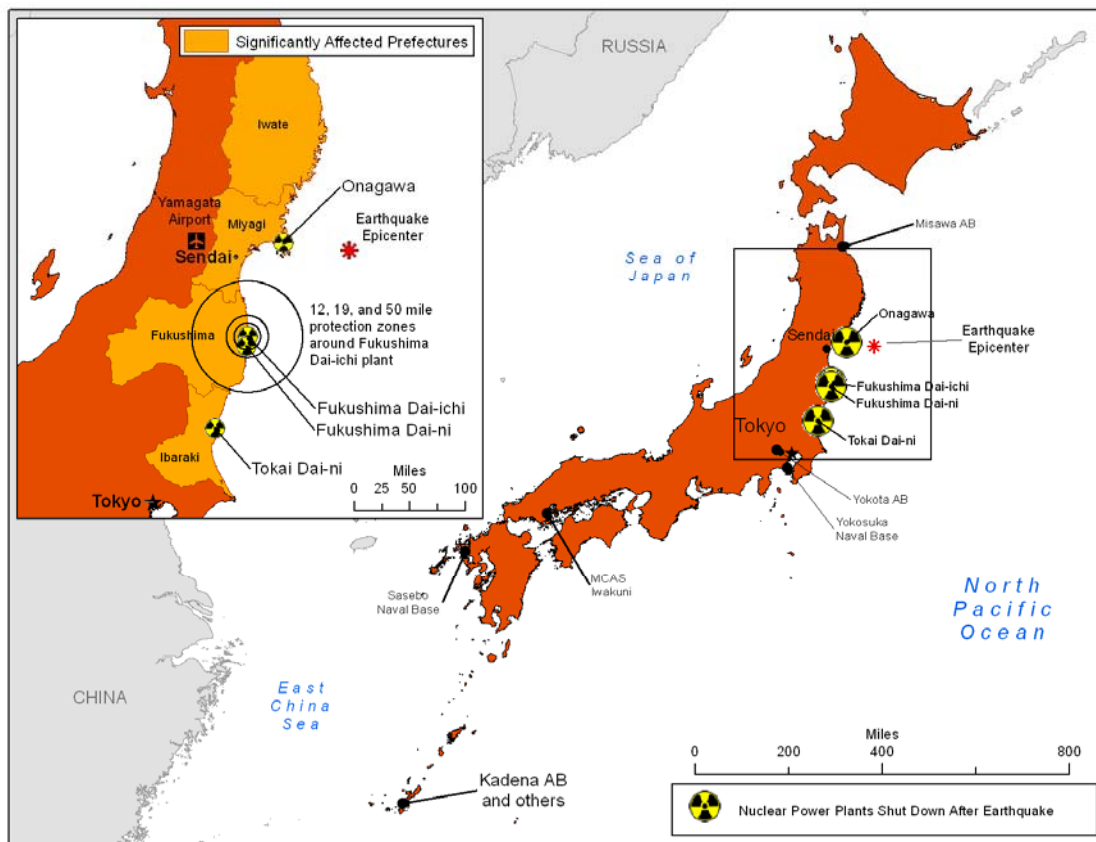 Significantly Affected Prefectures
Iwate
Onagawa
Yamagata
Airport
Miyagi
Earthquake
Epicenter
Sendai
12, 19, and 50 mile
protection zones
around Fukushima
Dai-ichi plant
Fukushima
Fukushima Dai-ichi
Fukushima Dai-ni
Tokai Dai-ni
Ibaraki
Miles
0 25 50 100
Tokyo
RUSSIA
Misawa AB
Sea of
Japan
Onagawa
Sendai
Earthquake
Epicenter
Fukushima Dai-ichi
Fukushima Dai-ni
Tokyo
Tokai Dai-ni
Yokota AB
Yokosuka
Naval Base
MCAS
Iwakuni
Sasebo
Naval Base
North
Pacific
Ocean
CHINA
East
China
Sea
Kadena AB
and others
Miles
0 200 400 800
Nuclear Power Plants Shut Down After Earthquake